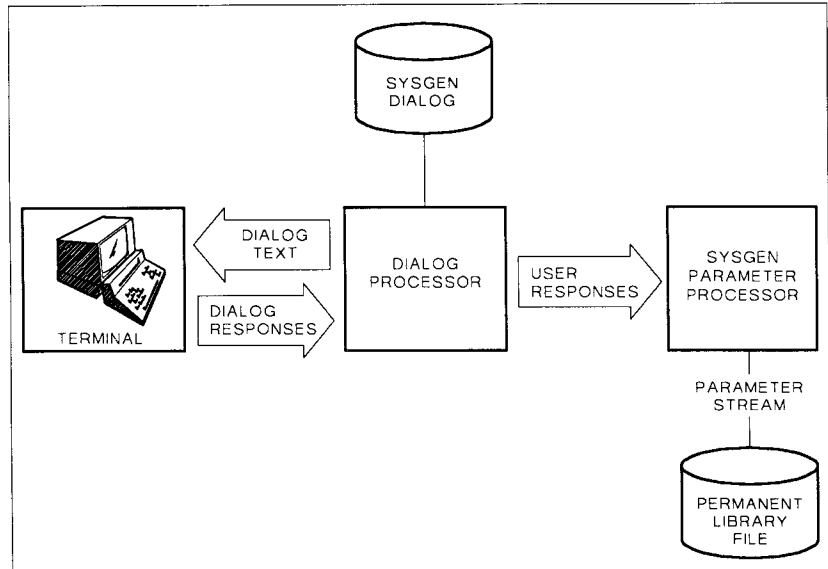 SYSGEN
DIALOG
DIALOG
TEXT
DIALOG
RESPONSES
TERMINAL
DIALOG
PROCESSOR
USER
RESPONSES
SYSGEN
PARAMETER
PROCESSOR
PARAMETER
STREAM
PERMANENT
LIBRARY
FILE